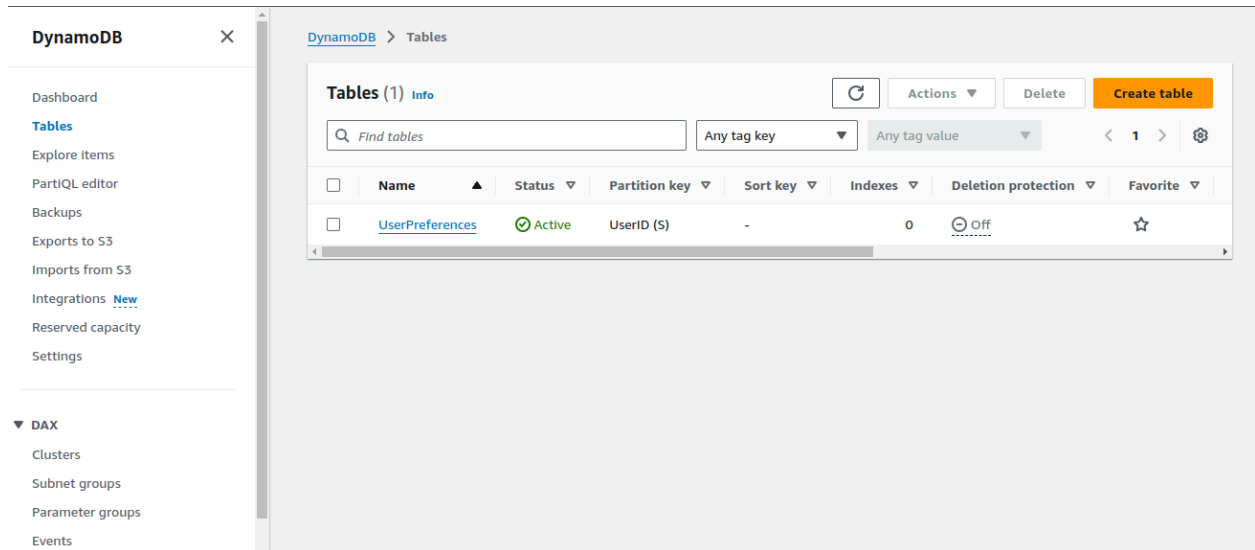 DynamoDB
Dashboard
Tables
Explore items
PartiQL editor
Backups
Exports to S3
Imports from S3
Integrations New
Reserved capacity
Settings
DAX
Clusters
Subnet groups
Parameter groups
Events
DynamoDB > Tables
Tables (1) Info
Actions Delete Create table
Find tables Any tag key Any tag value < 1 >
Name Status Partition key Sort key Indexes Deletion protection Favorite
UserPreferences Active UserID (S) - 0 Off